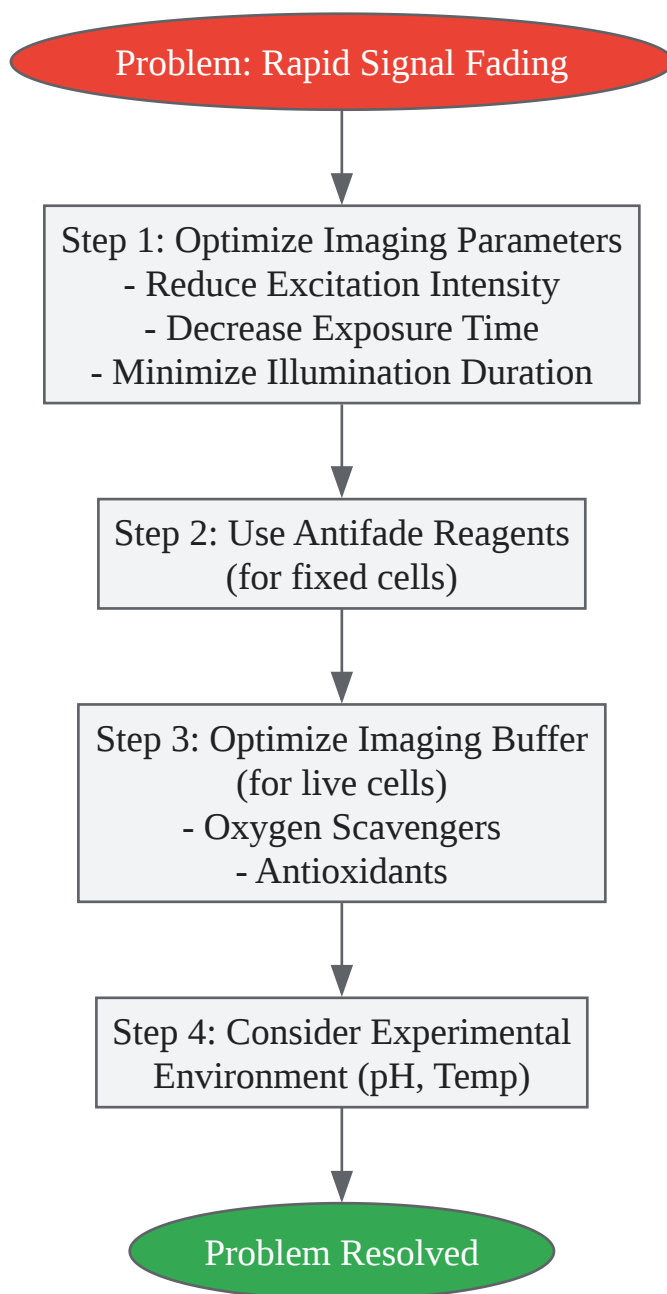 Problem: Rapid Signal Fading
Step 1: Optimize Imaging Parameters
- Reduce Excitation Intensity
- Decrease Exposure Time
- Minimize Illumination Duration
Step 2: Use Antifade Reagents
(for fixed cells)
Step 3: Optimize Imaging Buffer
(for live cells)
- Oxygen Scavengers
- Antioxidants
Step 4: Consider Experimental
Environment (pH, Temp)
Problem Resolved